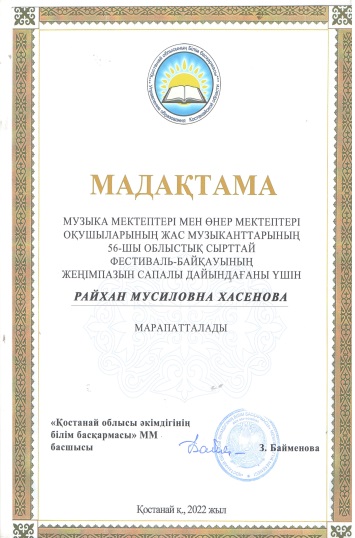 МАДАҚТАМА
МУЗЫКА МЕКТЕПТЕРІ МЕН ӨНЕР МЕКТЕПТЕРІ
ОҚУШЫЛАРЫНЫҢ ЖАС МУЗЫКАНТТАРЫНЫҢ
56-ШЫ ОБЛЫСТЫҚ СЫРТТАЙ
ФЕСТИВАЛЬ-БАЙҚАУЫНЫҢ
ЖЕҢІМПАЗЫН САПАЛЫ ДАЙЫНДАҒАНЫ ҮШІН
РАЙХАН МУСИЛОВНА ХАСЕНОВА
МАРАПАТТАЛАДЫ
«Қостанай облысы әкімдігінің
білім басқармасы» ММ
басшысы
З. Байменова
Қостанай қ., 2022 жыл